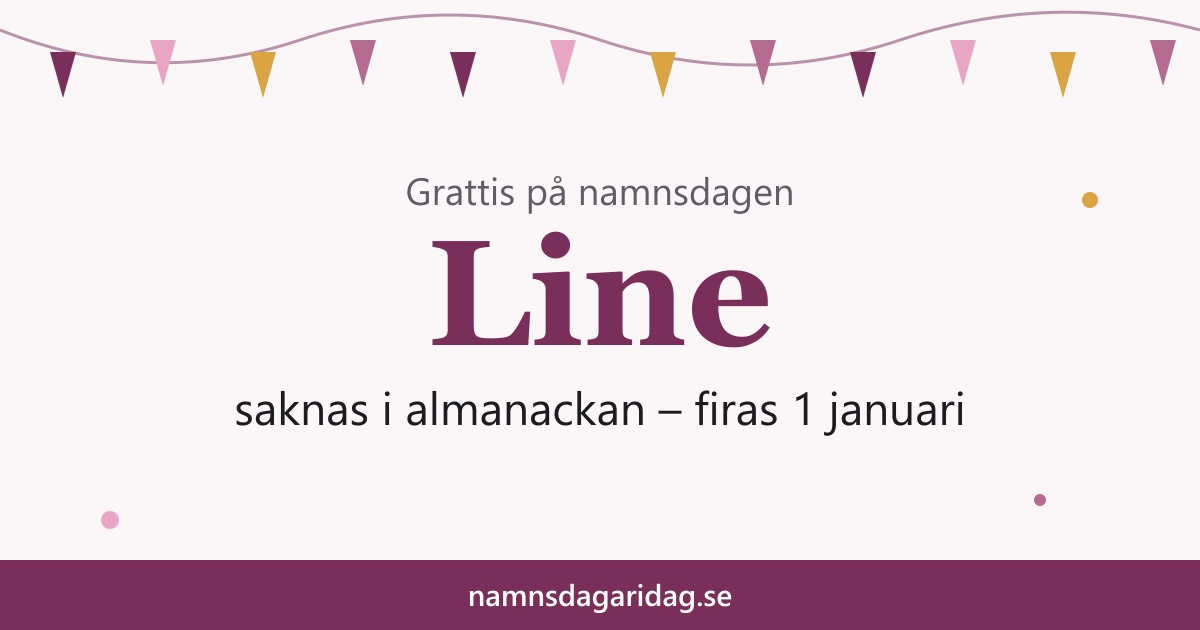 Grattis på namnsdagen
Line
saknas i almanackan – firas 1 januari
namnsdagaridag.se